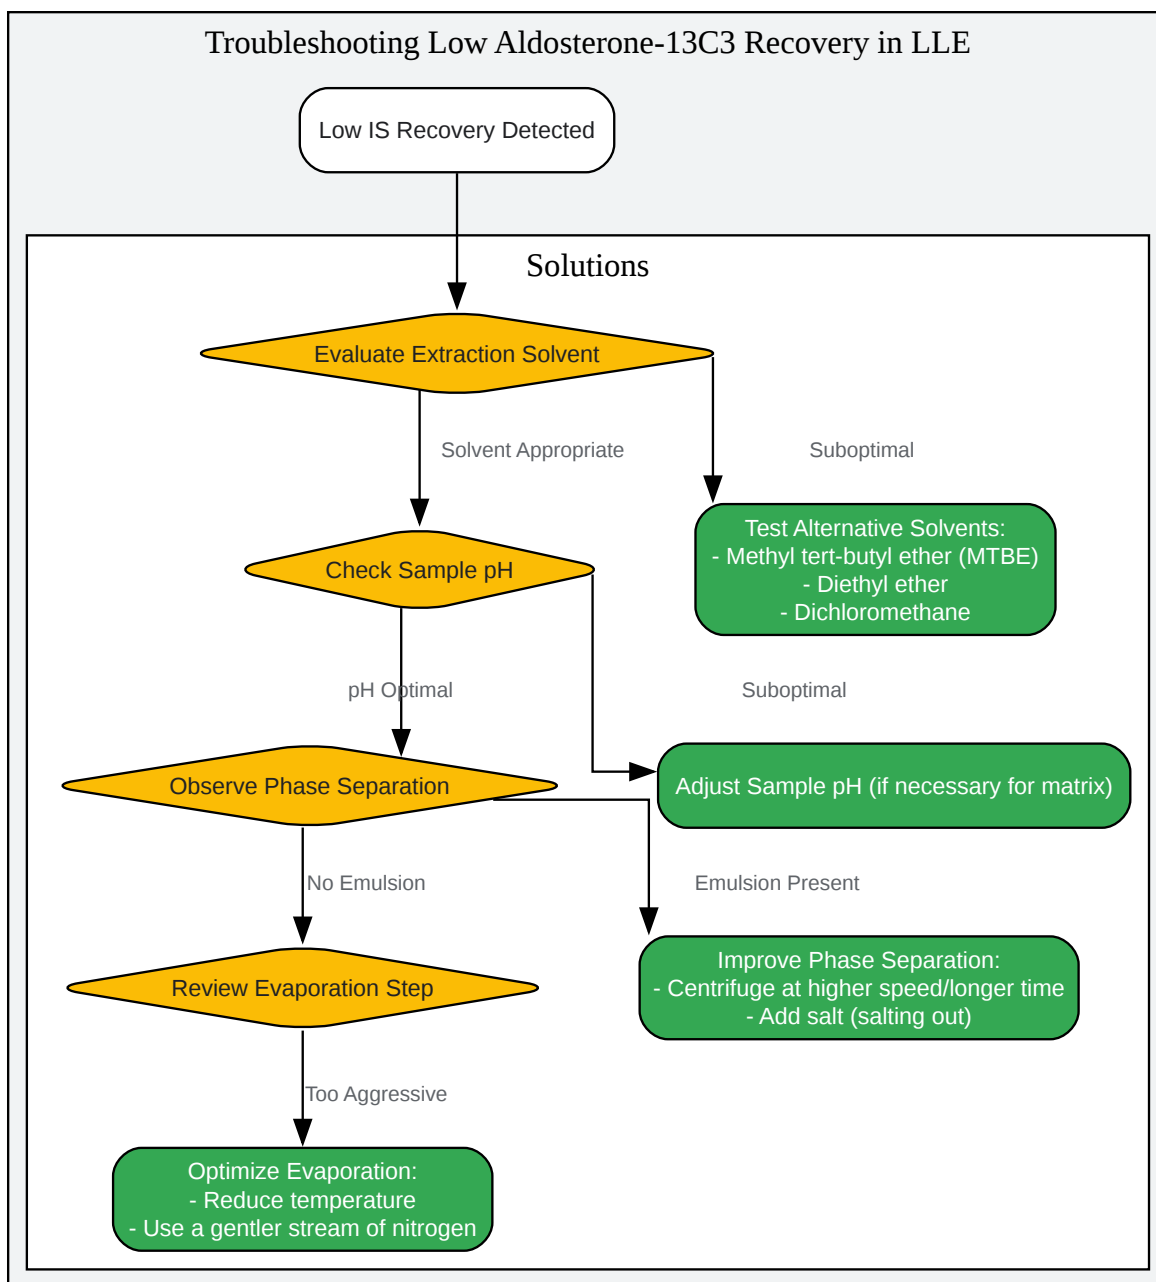 Troubleshooting Low Aldosterone-13C3 Recovery in LLE
Low IS Recovery Detected
Solutions
Evaluate Extraction Solvent
Solvent Appropriate
Suboptimal
Test Alternative Solvents:
- Methyl tert-butyl ether (MTBE)
- Diethyl ether
- Dichloromethane
Check Sample pH
pH Optimal
Suboptimal
Adjust Sample pH (if necessary for matrix)
Observe Phase Separation
No Emulsion
Emulsion Present
Improve Phase Separation:
- Centrifuge at higher speed/longer time
- Add salt (salting out)
Review Evaporation Step
Too Aggressive
Optimize Evaporation:
- Reduce temperature
- Use a gentler stream of nitrogen